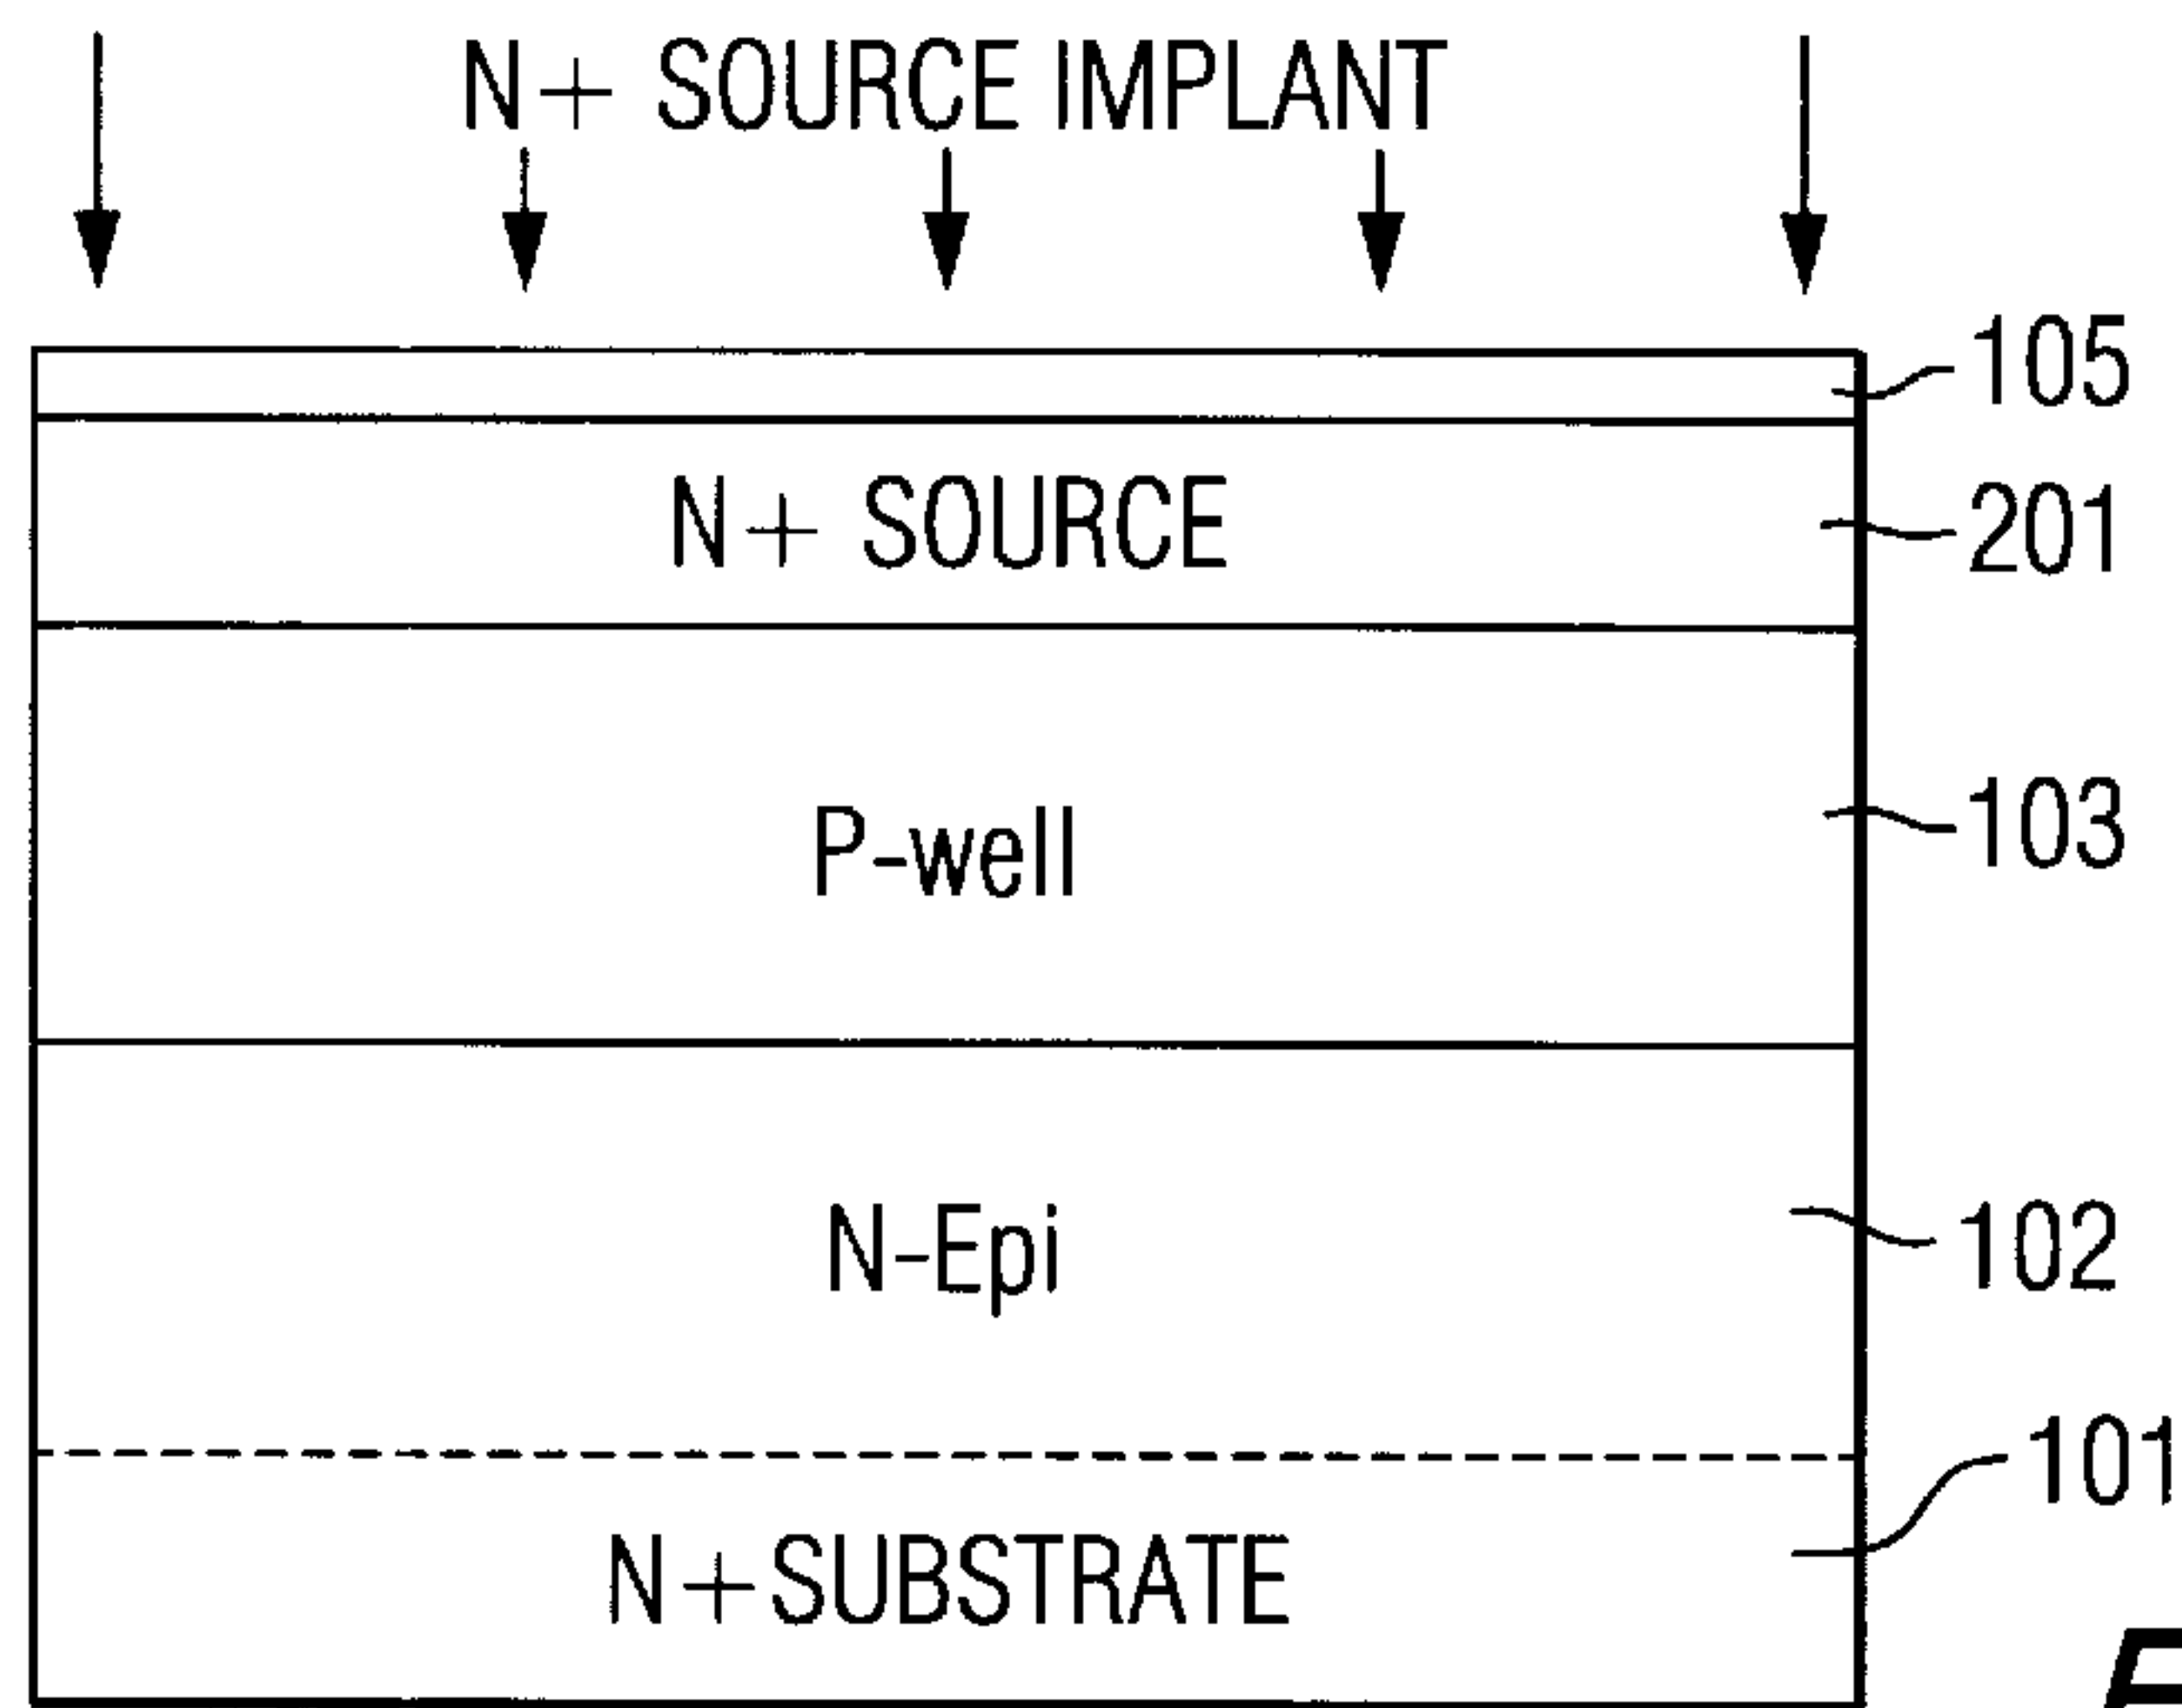 N+ SOURCE IMPLANT
105
N+ SOURCE
201
P-well
103
N-Epi
102
101
N+SUBSTRATE